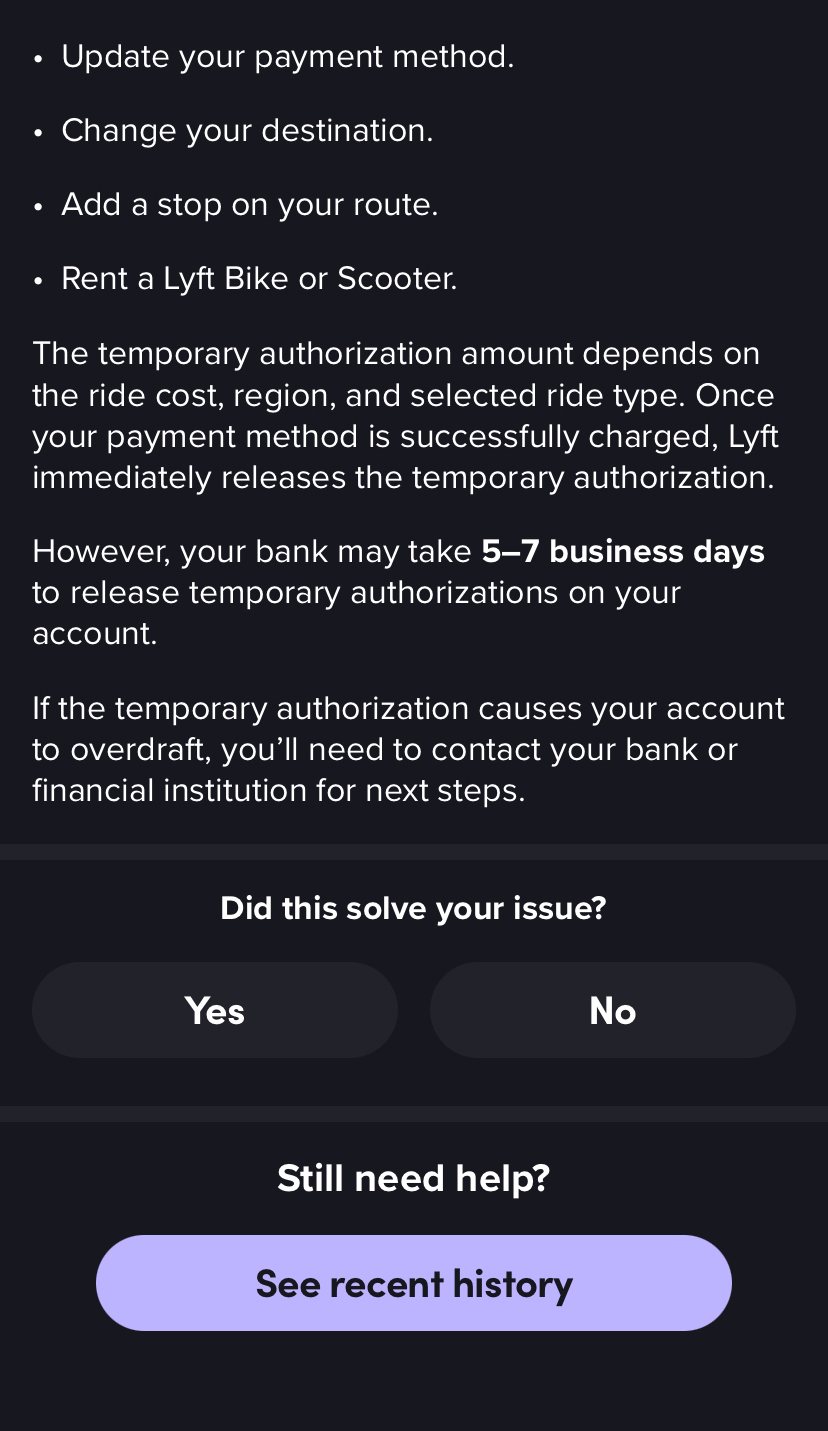 • Update your payment method.
• Change your destination.
• Add a stop on your route.
• Rent a Lyft Bike or Scooter.
The temporary authorization amount depends on
the ride cost, region, and selected ride type. Once
your payment method is successfully charged, Lyft
immediately releases the temporary authorization.
However, your bank may take 5–7 business days
to release temporary authorizations on your
account.
If the temporary authorization causes your account
to overdraft, you’ll need to contact your bank or
financial institution for next steps.
Did this solve your issue?
Yes No
Still need help?
See recent history